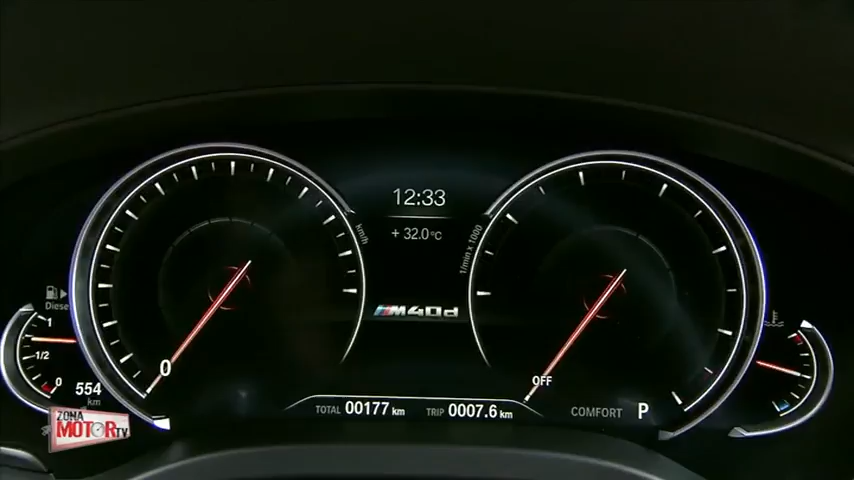 12:33
+32.0°C
km/h
1/min x 1000
Diesel
M40d
1
1/2
0
0
554
km
OFF
TOTAL 00177 km TRIP 0007.6 km
COMFORT P
ZONA
MOTOR TV